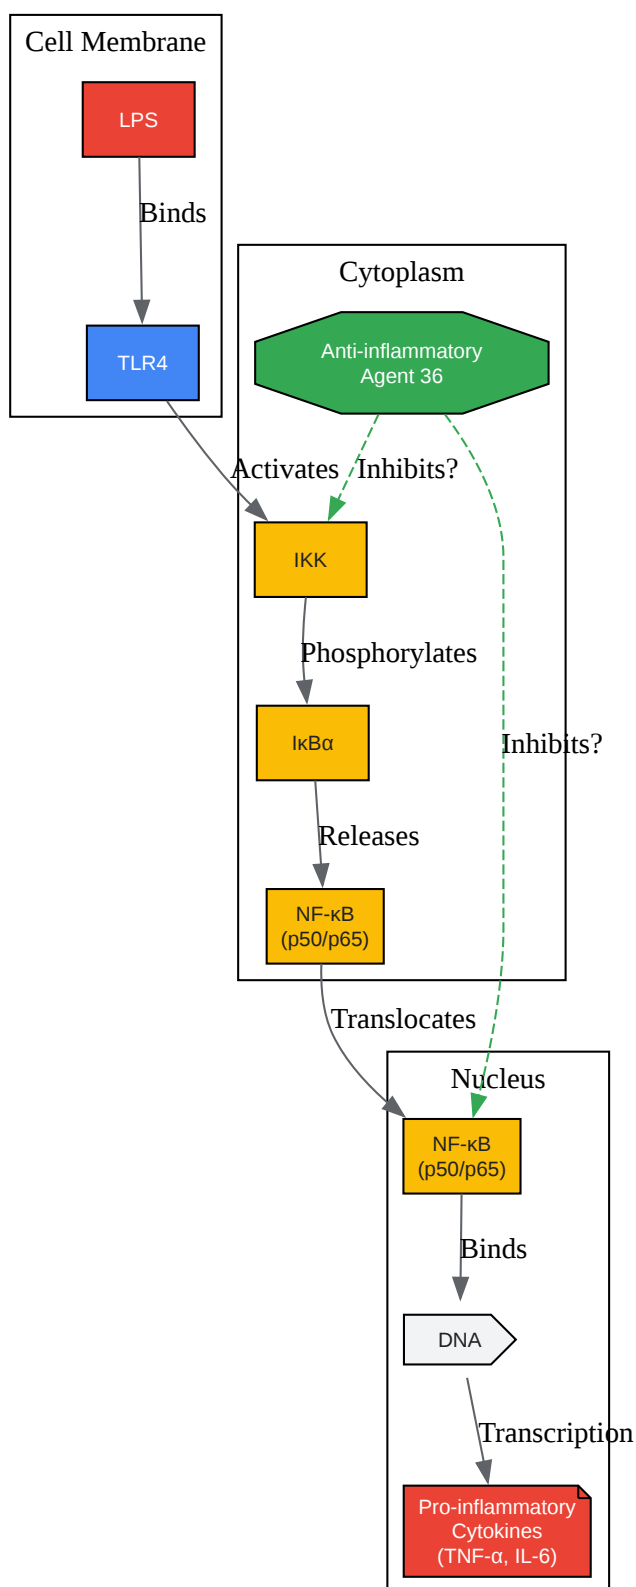 Cell Membrane
LPS
Binds
TLR4
Cytoplasm
Anti-inflammatory
Agent 36
Activates
Inhibits?
IKK
Phosphorylates
IκBα
Inhibits?
Releases
NF-κB
(p50/p65)
Translocates
Nucleus
NF-κB
(p50/p65)
Binds
DNA
Transcription
Pro-inflammatory
Cytokines
(TNF-α, IL-6)